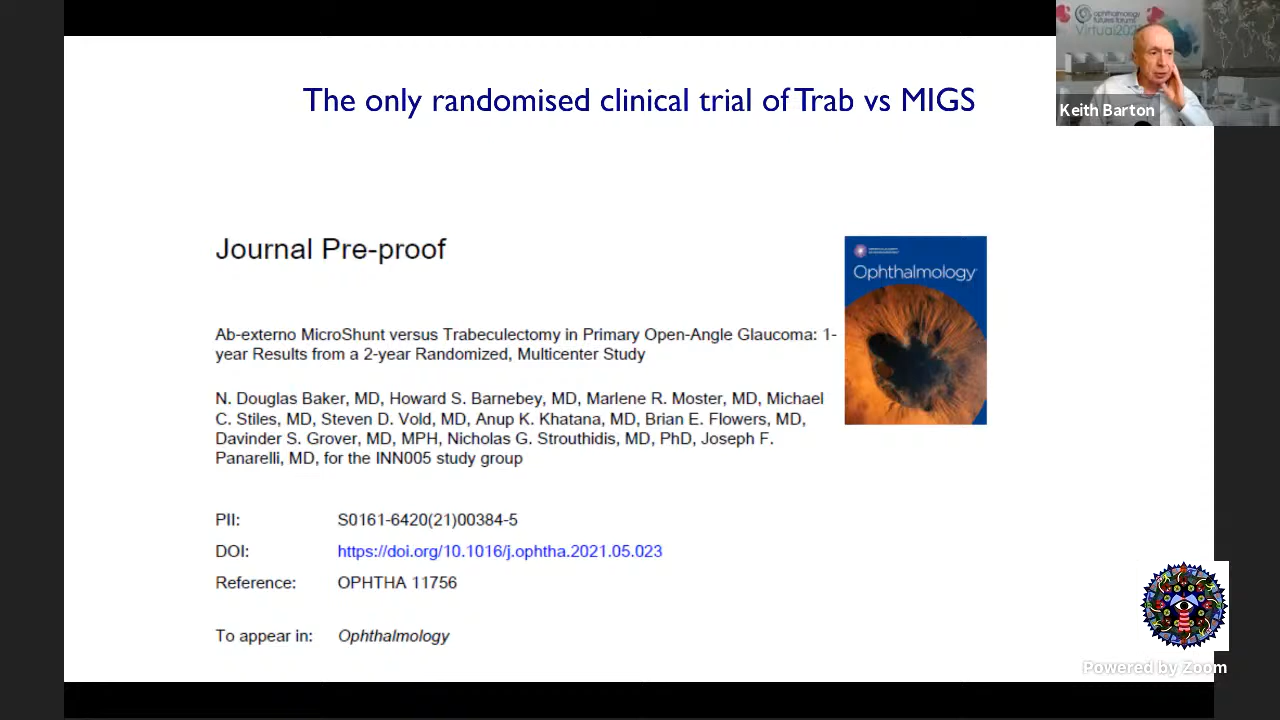 ophthalmology
futures forums
Virtual202
Keith Barton
The only randomised clinical trial of Trab vs MIGS
Journal Pre-proof
Ophthalmology
Ab-externo MicroShunt versus Trabeculectomy in Primary Open-Angle Glaucoma: 1-
year Results from a 2-year Randomized, Multicenter Study
N. Douglas Baker, MD, Howard S. Barnebey, MD, Marlene R. Moster, MD, Michael
C. Stiles, MD, Steven D. Vold, MD, Anup K. Khatana, MD, Brian E. Flowers, MD,
Davinder S. Grover, MD, MPH, Nicholas G. Strouthidis, MD, PhD, Joseph F.
Panarelli, MD, for the INN005 study group
PII: S0161-6420(21)00384-5
DOI: https://doi.org/10.1016/j.ophtha.2021.05.023
Reference: OPHTHA 11756
To appear in: Ophthalmology
Powered by Zoom